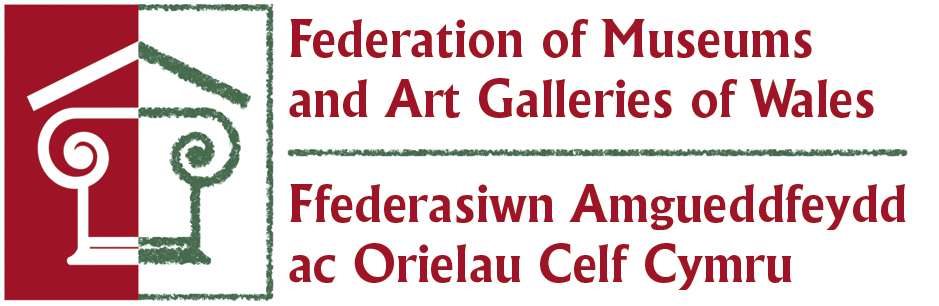 Federation of Museums
and Art Galleries of Wales
Ffederasiwn Amgueddfeydd
ac Orielau Celf Cymru